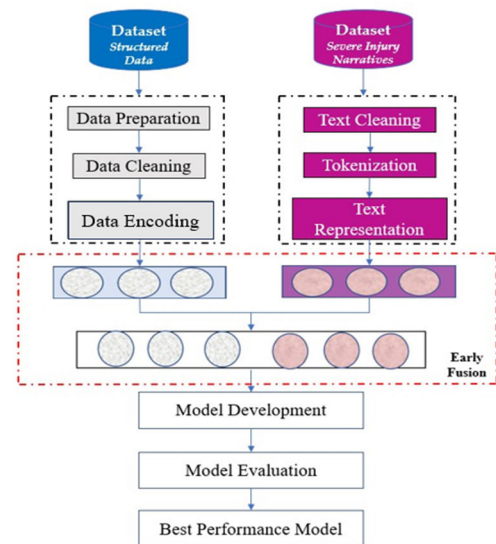 Dataset
Structured
Data
Dataset
Severe Injury
Narratives
Data Preparation
Data Cleaning
Data Encoding
Text Cleaning
Tokenization
Text
Representation
Early
Fusion
Model Development
Model Evaluation
Best Performance Model